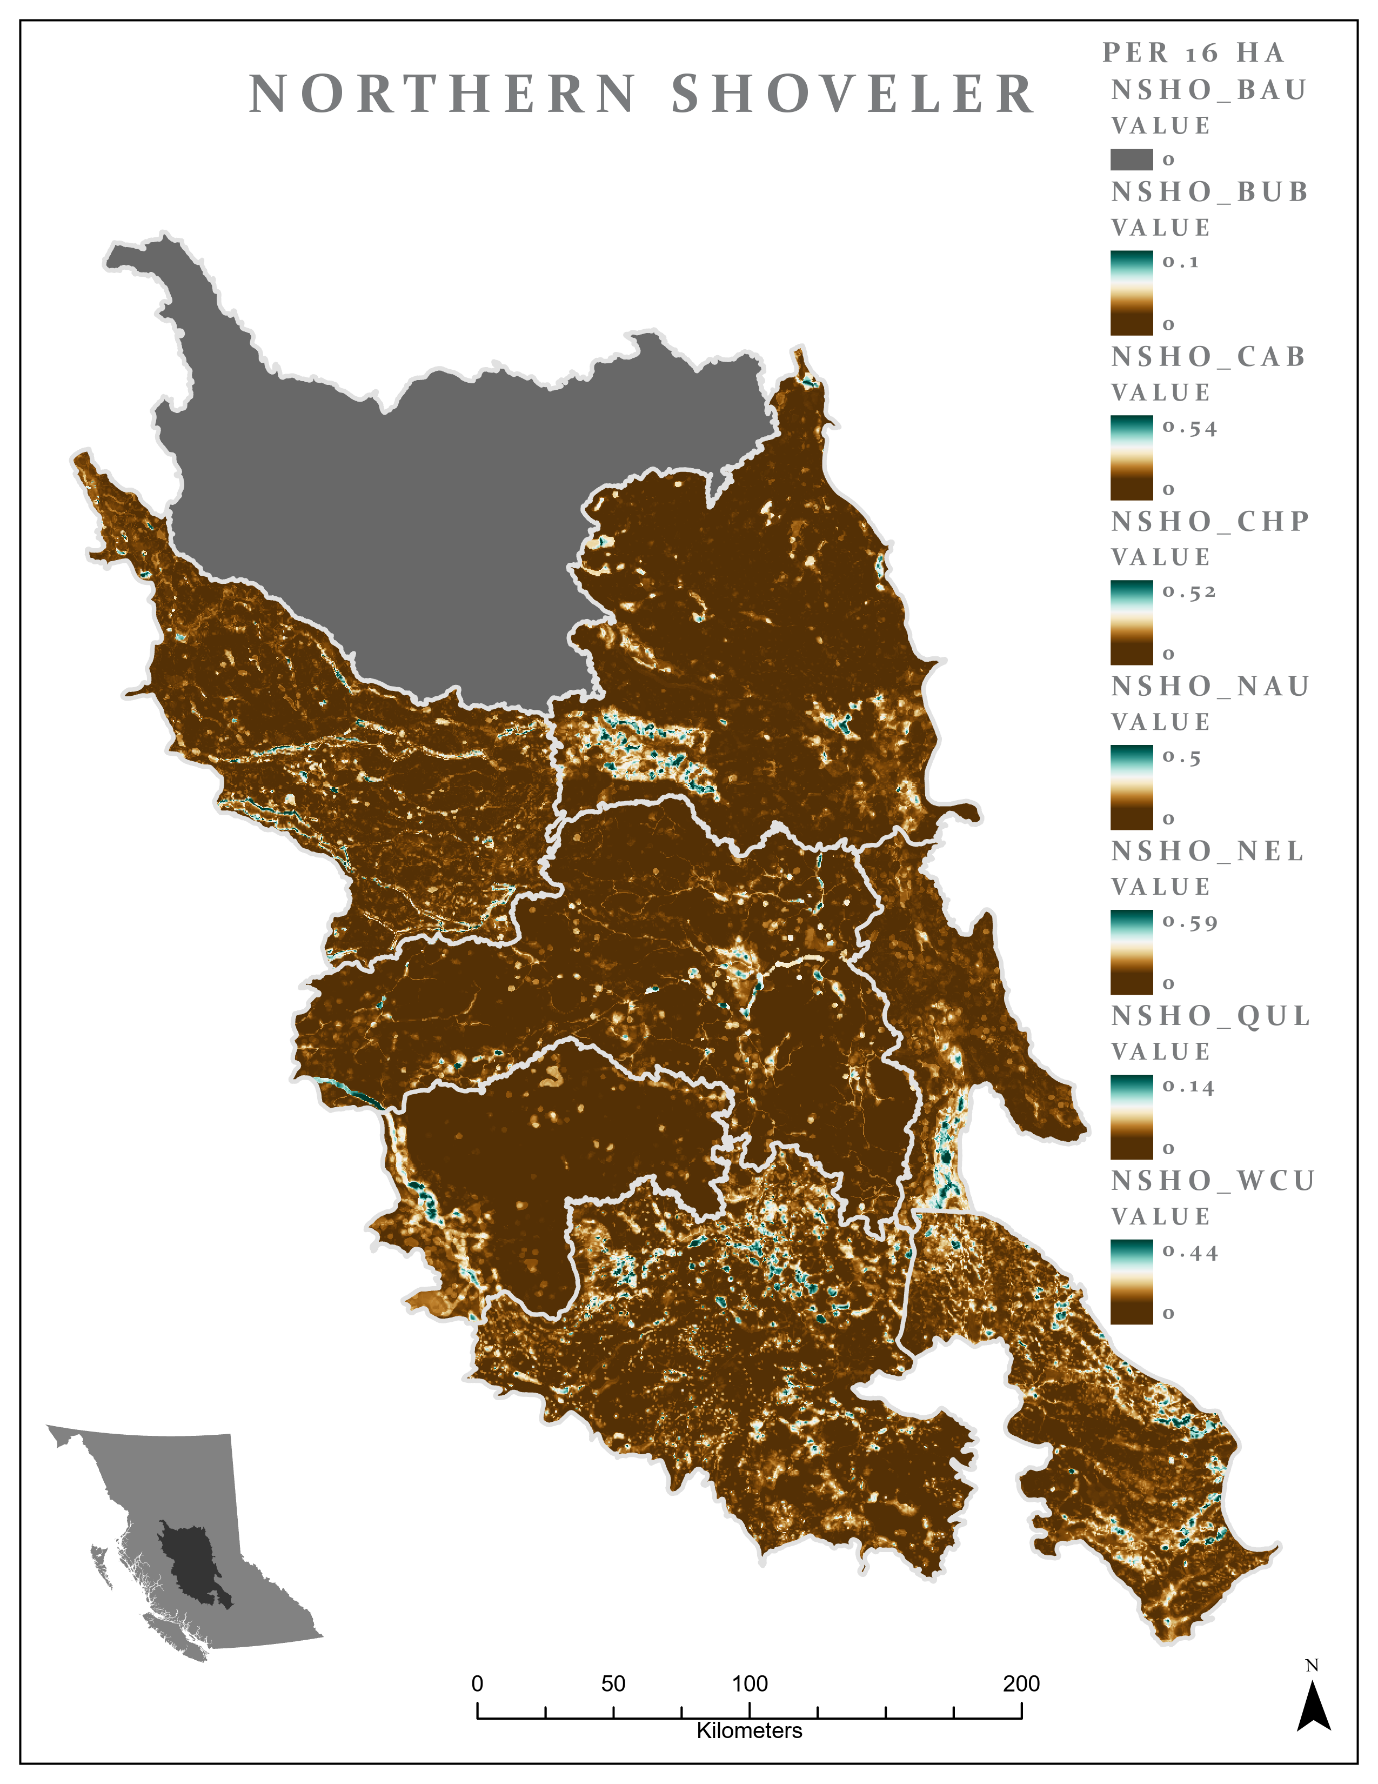 NORTHERN SHOVELER
PER 16 HA
NSHO_BAU
VALUE
0
NSHO_BUB
VALUE
0.1
0
NSHO_CAB
VALUE
0.54
0
NSHO_CHP
VALUE
0.52
0
NSHO_NAU
VALUE
0.5
0
NSHO_NEL
VALUE
0.59
0
NSHO_QUL
VALUE
0.14
0
NSHO_WCU
VALUE
0.44
0
N
0 50 100 200
Kilometers